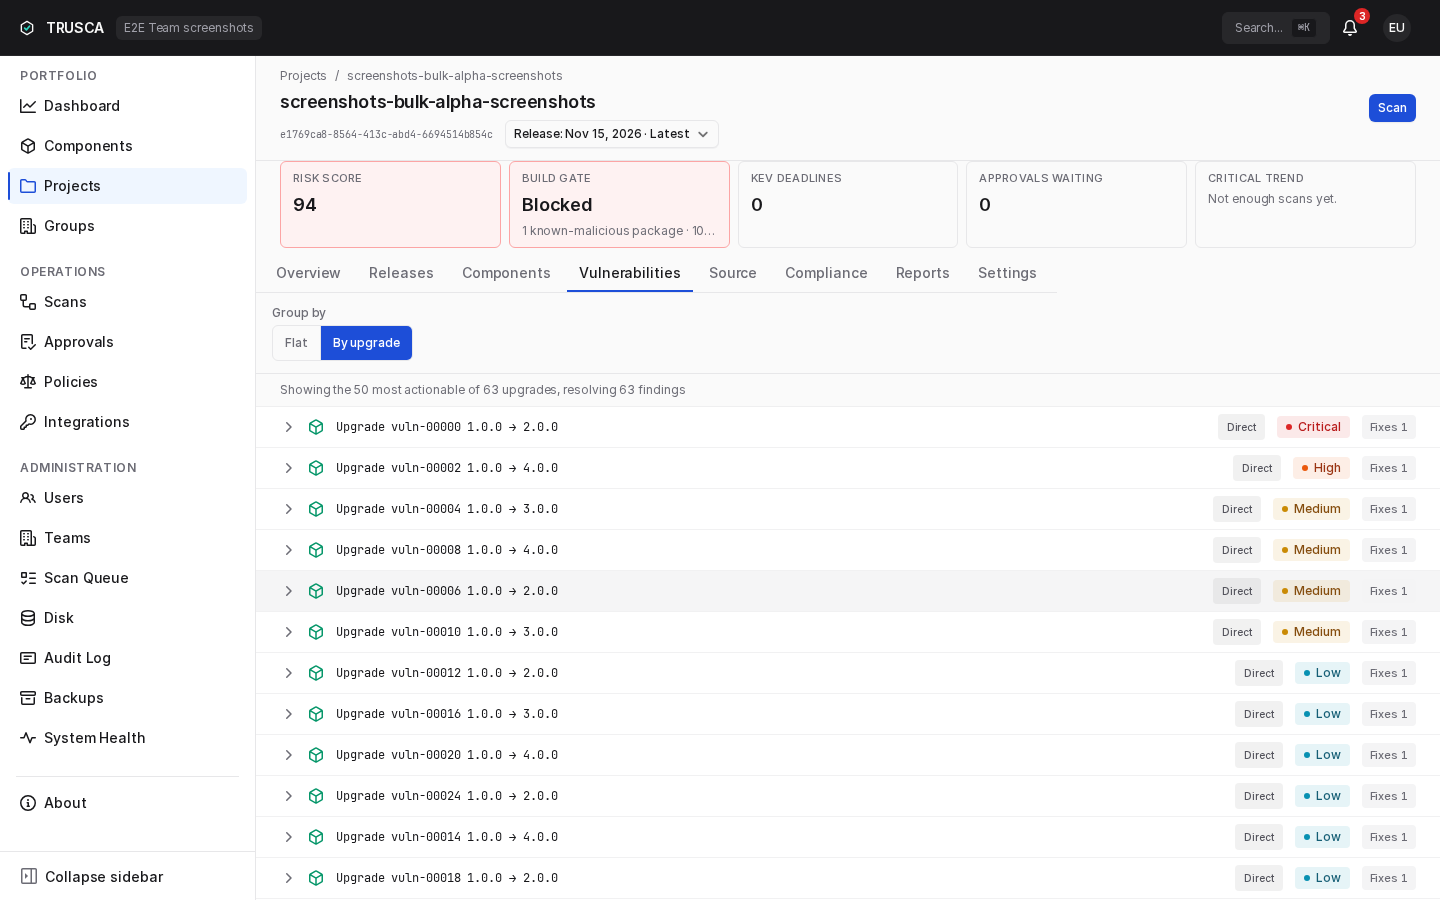 TRUSCA
E2E Team screenshots
Search...
⌘K
3
EU
PORTFOLIO
Dashboard
Components
Projects
Groups
OPERATIONS
Scans
Approvals
Policies
Integrations
ADMINISTRATION
Users
Teams
Scan Queue
Disk
Audit Log
Backups
System Health
About
Collapse sidebar
Projects / screenshots-bulk-alpha-screenshots
screenshots-bulk-alpha-screenshots
e1769ca8-8564-413c-abd4-6694514b854c
Release: Nov 15, 2026 · Latest
Scan
RISK SCORE
94
BUILD GATE
Blocked
1 known-malicious package · 10…
KEV DEADLINES
0
APPROVALS WAITING
0
CRITICAL TREND
Not enough scans yet.
Overview Releases Components Vulnerabilities Source Compliance Reports Settings
Group by
Flat By upgrade
Showing the 50 most actionable of 63 upgrades, resolving 63 findings
Upgrade vuln-00000 1.0.0 → 2.0.0 Direct Critical Fixes 1
Upgrade vuln-00002 1.0.0 → 4.0.0 Direct High Fixes 1
Upgrade vuln-00004 1.0.0 → 3.0.0 Direct Medium Fixes 1
Upgrade vuln-00008 1.0.0 → 4.0.0 Direct Medium Fixes 1
Upgrade vuln-00006 1.0.0 → 2.0.0 Direct Medium Fixes 1
Upgrade vuln-00010 1.0.0 → 3.0.0 Direct Medium Fixes 1
Upgrade vuln-00012 1.0.0 → 2.0.0 Direct Low Fixes 1
Upgrade vuln-00016 1.0.0 → 3.0.0 Direct Low Fixes 1
Upgrade vuln-00020 1.0.0 → 4.0.0 Direct Low Fixes 1
Upgrade vuln-00024 1.0.0 → 2.0.0 Direct Low Fixes 1
Upgrade vuln-00014 1.0.0 → 4.0.0 Direct Low Fixes 1
Upgrade vuln-00018 1.0.0 → 2.0.0 Direct Low Fixes 1